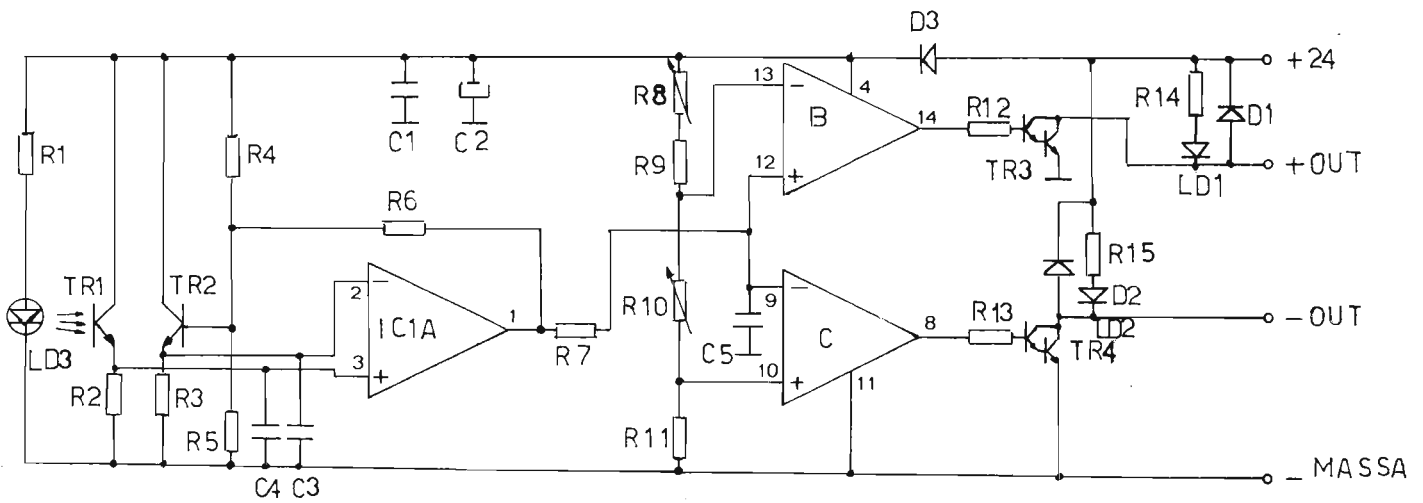 D3
+24
R8
13
4
R14
D1
R1
R4
C1
C2
B
R12
14
R9
12
TR3
LD1
+OUT
R6
R15
TR1
TR2
2
IC1A
1
R10
9
R13
D2
-OUT
LD3
R7
C5
C
8
LD2
TR4
3
R2
R3
10
11
R5
R11
C4
C3
- MASSA